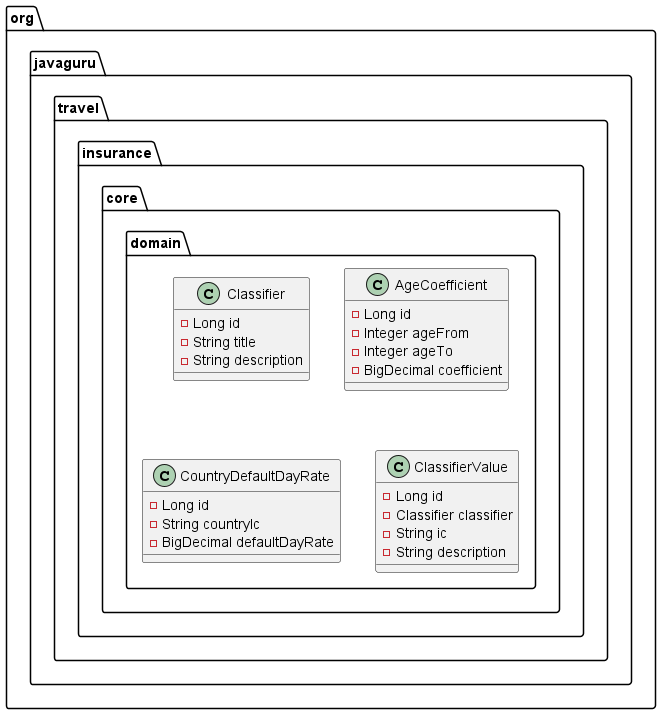 org
javaguru
travel
insurance
core
domain
C Classifier
Long id
String title
String description
C AgeCoefficient
Long id
Integer ageFrom
Integer ageTo
BigDecimal coefficient
C CountryDefaultDayRate
Long id
String countryIc
BigDecimal defaultDayRate
C ClassifierValue
Long id
Classifier classifier
String ic
String description